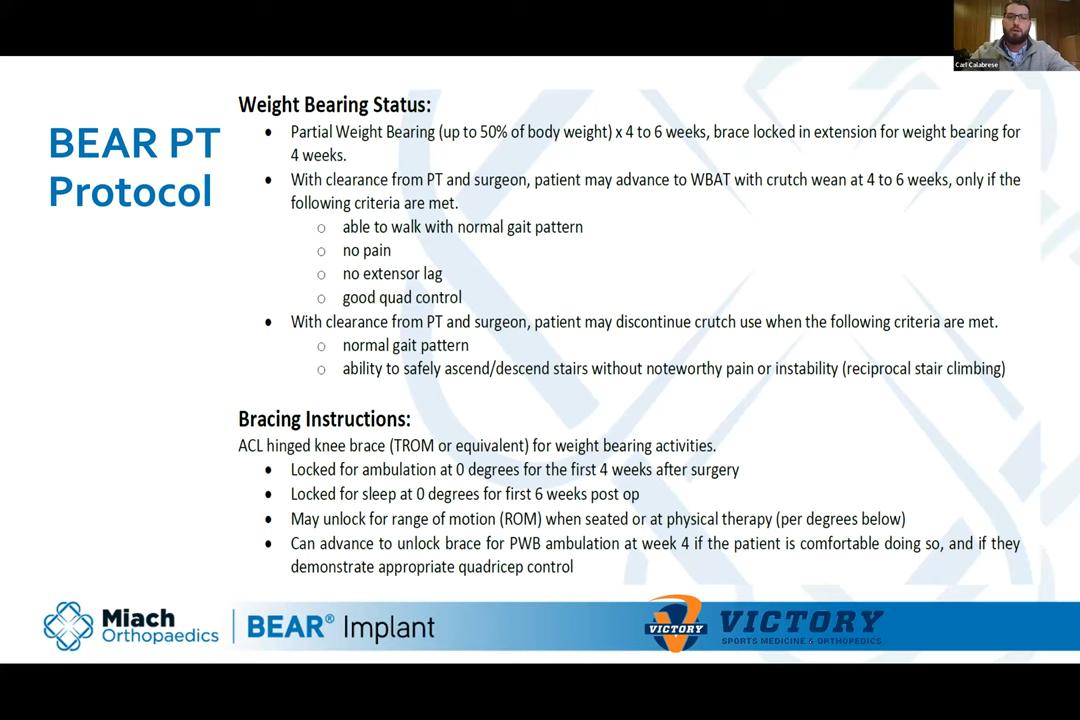 Carl Calabrese
BEAR PT
Protocol
Weight Bearing Status:
• Partial Weight Bearing (up to 50% of body weight) x 4 to 6 weeks, brace locked in extension for weight bearing for
4 weeks.
• With clearance from PT and surgeon, patient may advance to WBAT with crutch wean at 4 to 6 weeks, only if the
following criteria are met.
○ able to walk with normal gait pattern
○ no pain
○ no extensor lag
○ good quad control
• With clearance from PT and surgeon, patient may discontinue crutch use when the following criteria are met.
○ normal gait pattern
○ ability to safely ascend/descend stairs without noteworthy pain or instability (reciprocal stair climbing)
Bracing Instructions:
ACL hinged knee brace (TROM or equivalent) for weight bearing activities.
• Locked for ambulation at 0 degrees for the first 4 weeks after surgery
• Locked for sleep at 0 degrees for first 6 weeks post op
• May unlock for range of motion (ROM) when seated or at physical therapy (per degrees below)
• Can advance to unlock brace for PWB ambulation at week 4 if the patient is comfortable doing so, and if they
demonstrate appropriate quadricep control
Miach
Orthopaedics
BEAR® Implant
VICTORY
VICTORY
SPORTS MEDICINE & ORTHOPEDICS